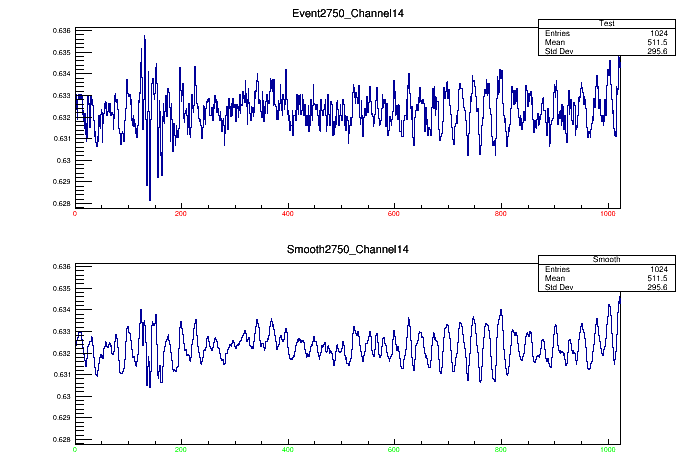 Event2750_Channel14
Test
Entries 1024
Mean 511.5
Std Dev 295.6
0.636
0.635
0.634
0.633
0.632
0.631
0.63
0.629
0.628
0 200 400 600 800 1000
Smooth2750_Channel14
Smooth
Entries 1024
Mean 511.5
Std Dev 295.6
0.636
0.635
0.634
0.633
0.632
0.631
0.63
0.629
0.628
0 200 400 600 800 1000